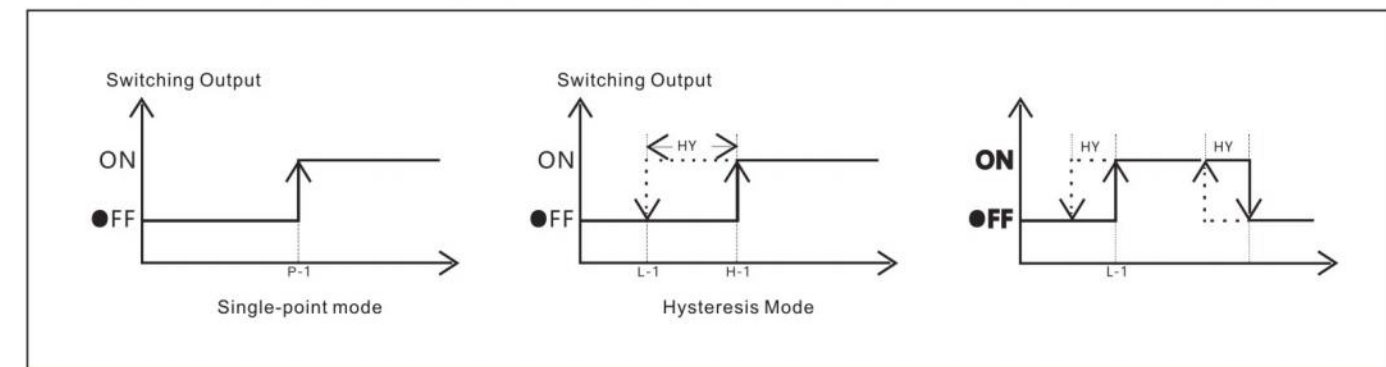 Switching Output
ON
●FF
P-1
Single-point mode
Switching Output
HY
ON
●FF
L-1
H-1
Hysteresis Mode
HY
HY
ON
●FF
L-1